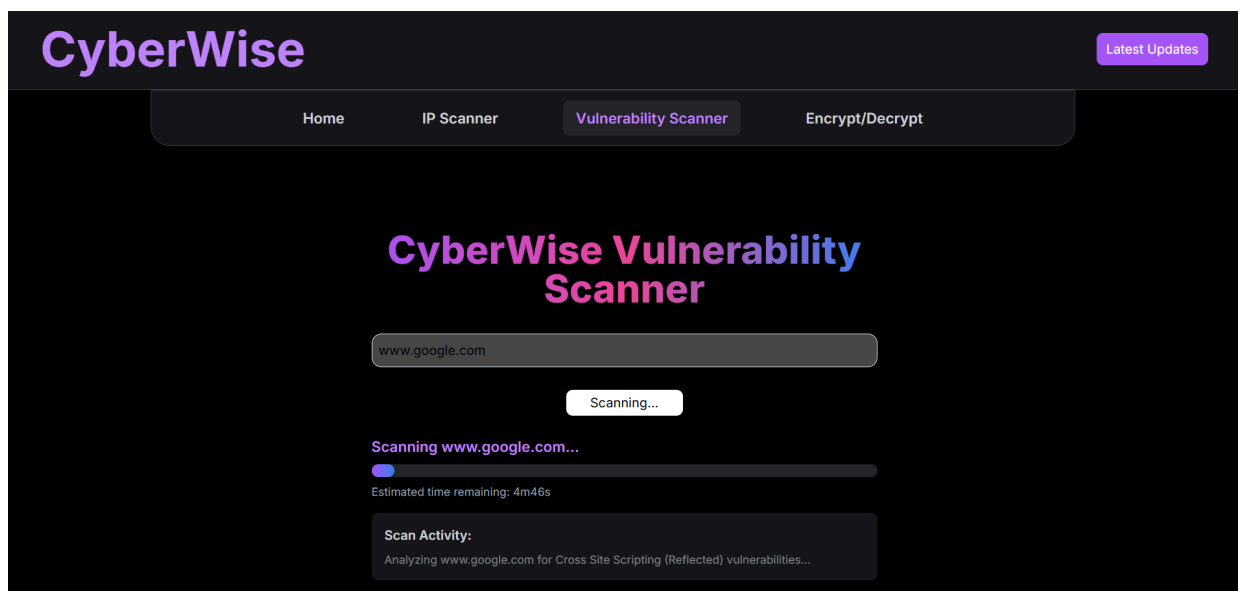 CyberWise
Latest Updates
Home
IP Scanner
Vulnerability Scanner
Encrypt/Decrypt
CyberWise Vulnerability
Scanner
www.google.com
Scanning...
Scanning www.google.com...
Estimated time remaining: 4m46s
Scan Activity:
Analyzing www.google.com for Cross Site Scripting (Reflected) vulnerabilities...